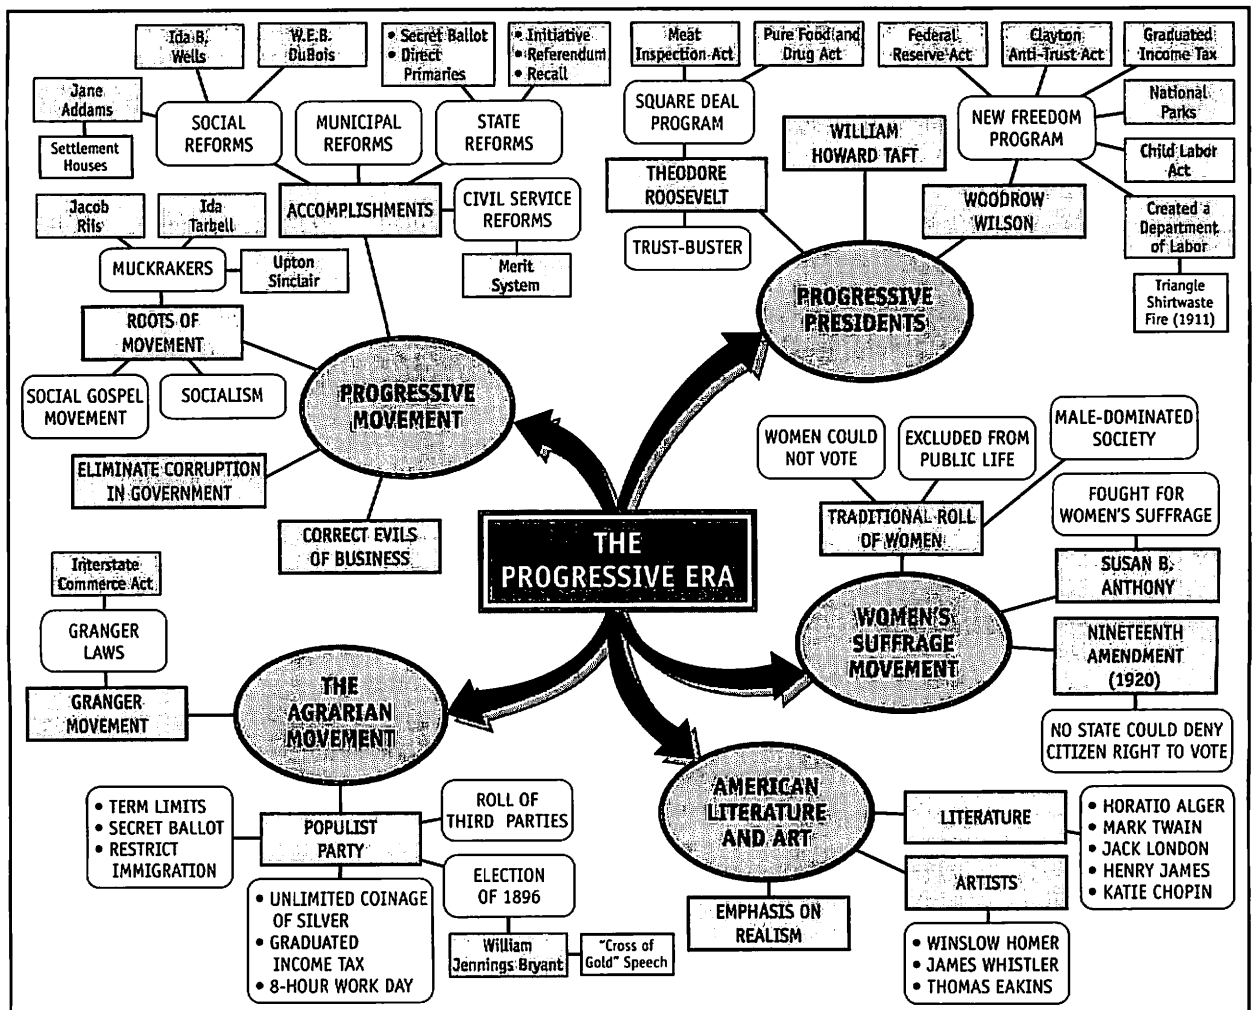 Ida B.
Wells
W.E.B.
DuBois
• Secret Ballot
• Direct
Primaries
• Initiative
• Referendum
• Recall
Jane
Addams
Settlement
Houses
SOCIAL
REFORMS
MUNICIPAL
REFORMS
STATE
REFORMS
ACCOMPLISHMENTS
CIVIL SERVICE
REFORMS
Merit
System
Jacob
Riis
Ida
Tarbell
MUCKRAKERS
Upton
Sinclair
ROOTS OF
MOVEMENT
SOCIAL GOSPEL
MOVEMENT
SOCIALISM
PROGRESSIVE
MOVEMENT
ELIMINATE CORRUPTION
IN GOVERNMENT
CORRECT EVILS
OF BUSINESS
Meat
Inspection Act
Pure Food and
Drug Act
SQUARE DEAL
PROGRAM
THEODORE
ROOSEVELT
TRUST-BUSTER
WILLIAM
HOWARD TAFT
Federal
Reserve Act
Clayton
Anti-Trust Act
Graduated
Income Tax
NEW FREEDOM
PROGRAM
National
Parks
Child Labor
Act
Created a
Department
of Labor
Triangle
Shirtwaste
Fire (1911)
WOODROW
WILSON
PROGRESSIVE
PRESIDENTS
THE
PROGRESSIVE ERA
WOMEN COULD
NOT VOTE
EXCLUDED FROM
PUBLIC LIFE
MALE-DOMINATED
SOCIETY
TRADITIONAL ROLL
OF WOMEN
FOUGHT FOR
WOMEN'S SUFFRAGE
SUSAN B.
ANTHONY
WOMEN'S
SUFFRAGE
MOVEMENT
NINETEENTH
AMENDMENT
(1920)
NO STATE COULD DENY
CITIZEN RIGHT TO VOTE
Interstate
Commerce Act
GRANGER
LAWS
GRANGER
MOVEMENT
THE
AGRARIAN
MOVEMENT
• TERM LIMITS
• SECRET BALLOT
• RESTRICT
IMMIGRATION
POPULIST
PARTY
ROLL OF
THIRD PARTIES
ELECTION
OF 1896
• UNLIMITED COINAGE
OF SILVER
• GRADUATED
INCOME TAX
• 8-HOUR WORK DAY
William
Jennings Bryant
"Cross of
Gold" Speech
AMERICAN
LITERATURE
AND ART
EMPHASIS ON
REALISM
LITERATURE
• HORATIO ALGER
• MARK TWAIN
• JACK LONDON
• HENRY JAMES
• KATIE CHOPIN
ARTISTS
• WINSLOW HOMER
• JAMES WHISTLER
• THOMAS EAKINS